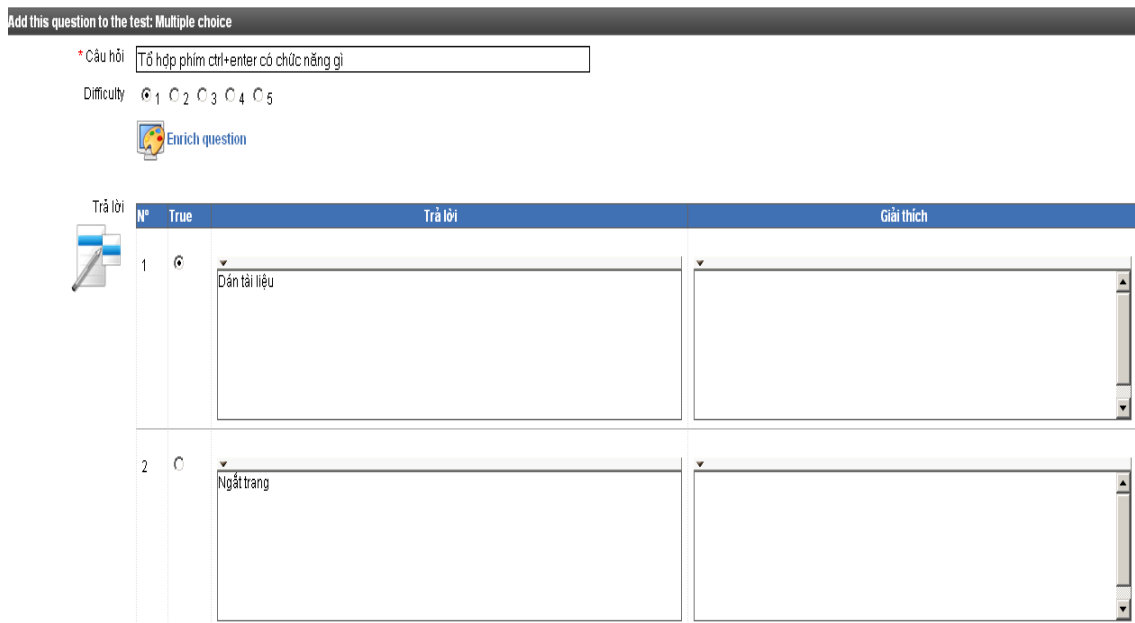 Add this question to the test: Multiple choice
* Câu hỏi Tổ hợp phím ctrl+enter có chức năng gì
Difficulty 1 2 3 4 5
Enrich question
Trả lời
N° True Trả lời Giải thích
1
Dán tài liệu
2
Ngắt trang